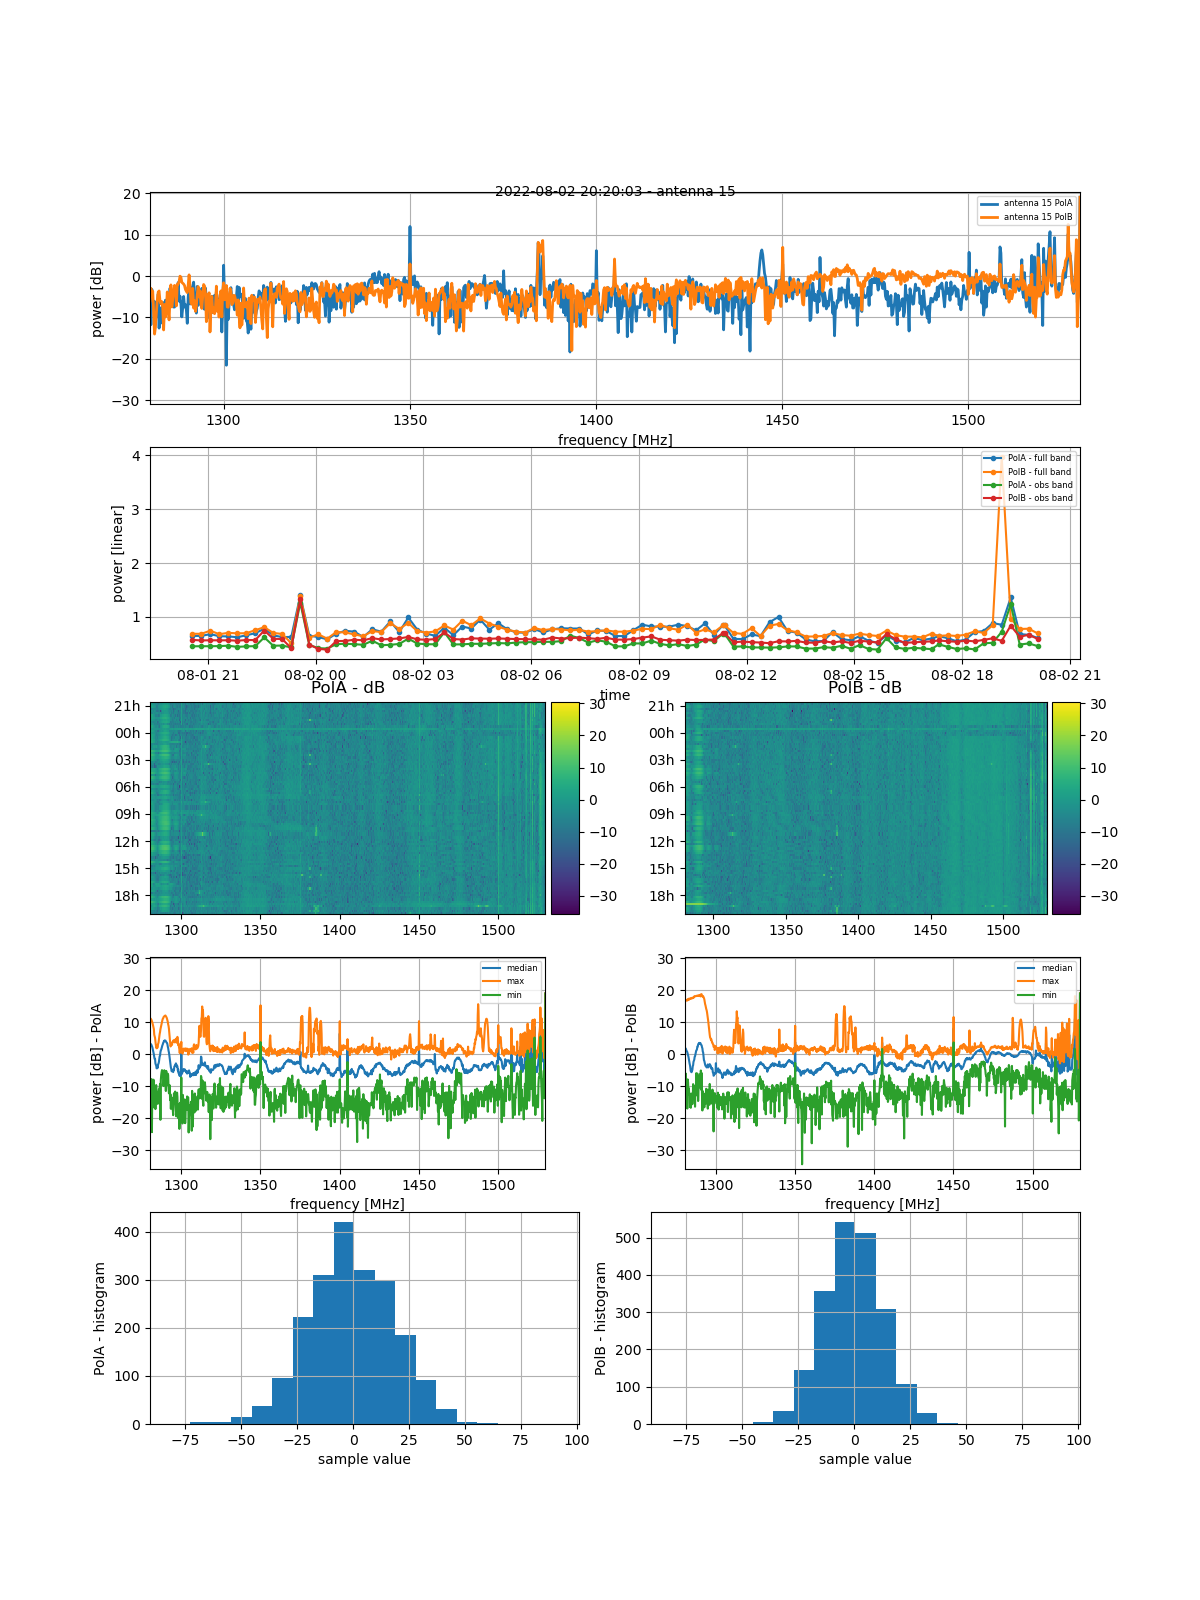 2022-08-02 20:20:03 - antenna 15
antenna 15 PolA
antenna 15 PolB
power [dB]
20
10
0
−10
−20
−30
1300 1350 1400 1450 1500
frequency [MHz]
PolA - full band
PolB - full band
PolA - obs band
PolB - obs band
power [linear]
4
3
2
1
08-01 21 08-02 00 08-02 03 08-02 06 08-02 09 08-02 12 08-02 15 08-02 18 08-02 21
time
PolA - dB
21h
00h
03h
06h
09h
12h
15h
18h
30
20
10
0
−10
−20
−30
1300 1350 1400 1450 1500
PolB - dB
21h
00h
03h
06h
09h
12h
15h
18h
30
20
10
0
−10
−20
−30
1300 1350 1400 1450 1500
power [dB] - PolA
30
20
10
0
−10
−20
−30
median
max
min
1300 1350 1400 1450 1500
frequency [MHz]
power [dB] - PolB
30
20
10
0
−10
−20
−30
median
max
min
1300 1350 1400 1450 1500
frequency [MHz]
PolA - histogram
400
300
200
100
0
−75 −50 −25 0 25 50 75 100
sample value
PolB - histogram
500
400
300
200
100
0
−75 −50 −25 0 25 50 75 100
sample value